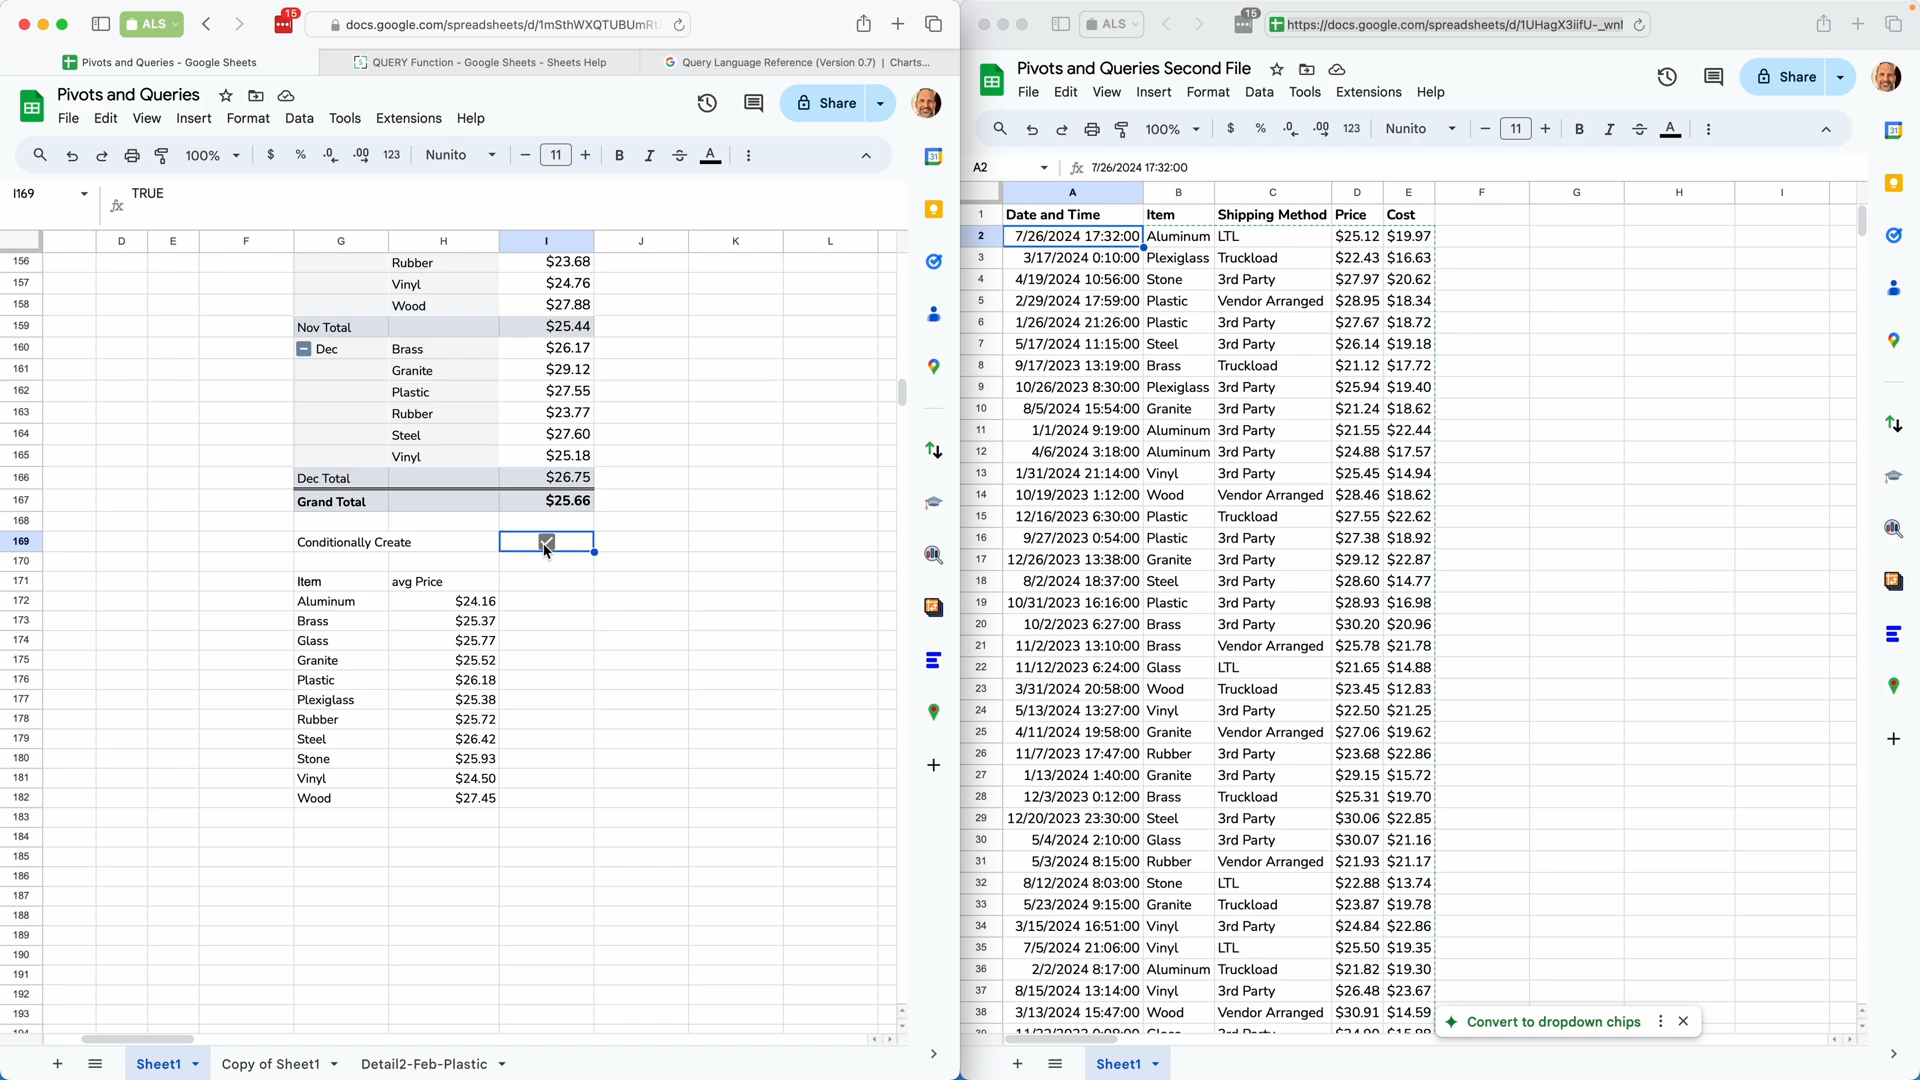 15
ALS
docs.google.com/spreadsheets/d/1mSthWXQTUBUmRt
Pivots and Queries - Google Sheets
QUERY Function - Google Sheets - Sheets Help
Query Language Reference (Version 0.7) | Charts...
Pivots and Queries
File Edit View Insert Format Data Tools Extensions Help
Share
100% $ % .0 .00 123 Nunito 11 B I A
I169
TRUE
D E F G H I J K L
156 Rubber $23.68
157 Vinyl $24.76
158 Wood $27.88
159 Nov Total $25.44
160 Dec Brass $26.17
161 Granite $29.12
162 Plastic $27.55
163 Rubber $23.77
164 Steel $27.60
165 Vinyl $25.18
166 Dec Total $26.75
167 Grand Total $25.66
168
169 Conditionally Create
170
171 Item avg Price
172 Aluminum $24.16
173 Brass $25.37
174 Glass $25.77
175 Granite $25.52
176 Plastic $26.18
177 Plexiglass $25.38
178 Rubber $25.72
179 Steel $26.42
180 Stone $25.93
181 Vinyl $24.50
182 Wood $27.45
183
184
185
186
187
188
189
190
191
192
193
194
Sheet1 Copy of Sheet1 Detail2-Feb-Plastic
15
ALS
https://docs.google.com/spreadsheets/d/1UHagX3iifU-_wnI
Pivots and Queries Second File
File Edit View Insert Format Data Tools Extensions Help
Share
100% $ % .0 .00 123 Nunito 11 B I A
A2
7/26/2024 17:32:00
A B C D E F G H I
1 Date and Time Item Shipping Method Price Cost
2 7/26/2024 17:32:00 Aluminum LTL $25.12 $19.97
3 3/17/2024 0:10:00 Plexiglass Truckload $22.43 $16.63
4 4/19/2024 10:56:00 Stone 3rd Party $27.97 $20.62
5 2/29/2024 17:59:00 Plastic Vendor Arranged $28.95 $18.34
6 1/26/2024 21:26:00 Plastic 3rd Party $27.67 $18.72
7 5/17/2024 11:15:00 Steel 3rd Party $26.14 $19.18
8 9/17/2023 13:19:00 Brass Truckload $21.12 $17.72
9 10/26/2023 8:30:00 Plexiglass 3rd Party $25.94 $19.40
10 8/5/2024 15:54:00 Granite 3rd Party $21.24 $18.62
11 1/1/2024 9:19:00 Aluminum 3rd Party $21.55 $22.44
12 4/6/2024 3:18:00 Aluminum 3rd Party $24.88 $17.57
13 1/31/2024 21:14:00 Vinyl 3rd Party $25.45 $14.94
14 10/19/2023 1:12:00 Wood Vendor Arranged $28.46 $18.62
15 12/16/2023 6:30:00 Plastic Truckload $27.55 $22.62
16 9/27/2023 0:54:00 Plastic 3rd Party $27.38 $18.92
17 12/26/2023 13:38:00 Granite 3rd Party $29.12 $22.87
18 8/2/2024 18:37:00 Steel 3rd Party $28.60 $14.77
19 10/31/2023 16:16:00 Plastic 3rd Party $28.93 $16.98
20 10/2/2023 6:27:00 Brass 3rd Party $30.20 $20.96
21 11/2/2023 13:10:00 Brass Vendor Arranged $25.78 $21.78
22 11/12/2023 6:24:00 Glass LTL $21.65 $14.88
23 3/31/2024 20:58:00 Wood Truckload $23.45 $12.83
24 5/13/2024 13:27:00 Vinyl 3rd Party $22.50 $21.25
25 4/11/2024 19:58:00 Granite Vendor Arranged $27.06 $19.62
26 11/7/2023 17:47:00 Rubber 3rd Party $23.68 $22.86
27 1/13/2024 1:40:00 Granite 3rd Party $29.15 $15.72
28 12/3/2023 0:12:00 Brass Truckload $25.31 $19.70
29 12/20/2023 23:30:00 Steel 3rd Party $30.06 $22.85
30 5/4/2024 2:10:00 Glass 3rd Party $30.07 $21.16
31 5/3/2024 8:15:00 Rubber Vendor Arranged $21.93 $21.17
32 8/12/2024 8:03:00 Stone LTL $22.88 $13.74
33 5/23/2024 9:15:00 Granite Truckload $23.87 $19.78
34 3/15/2024 16:51:00 Vinyl 3rd Party $24.84 $22.86
35 7/5/2024 21:06:00 Vinyl LTL $25.50 $19.35
36 2/2/2024 8:17:00 Aluminum Truckload $21.82 $19.30
37 8/15/2024 13:14:00 Vinyl 3rd Party $26.48 $23.67
38 3/13/2024 15:47:00 Wood Vendor Arranged $30.91 $14.59
Convert to dropdown chips
Sheet1